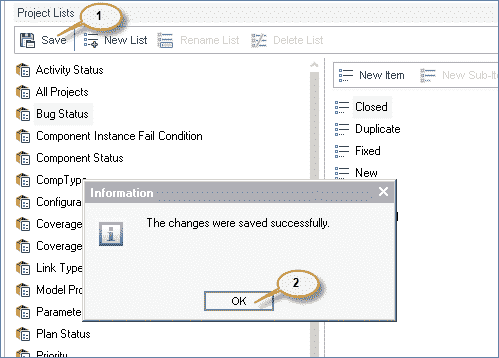 Project Lists
1
Save New List Rename List Delete List
Activity Status
All Projects
Bug Status
Component Instance Fail Condition
Component Status
CompType
Configura
Coverage
Coverage
Link Type
Model Pro
Paramete
Plan Status
Priority
New Item New Sub-It
Closed
Duplicate
Fixed
New
Information
The changes were saved successfully.
OK
2